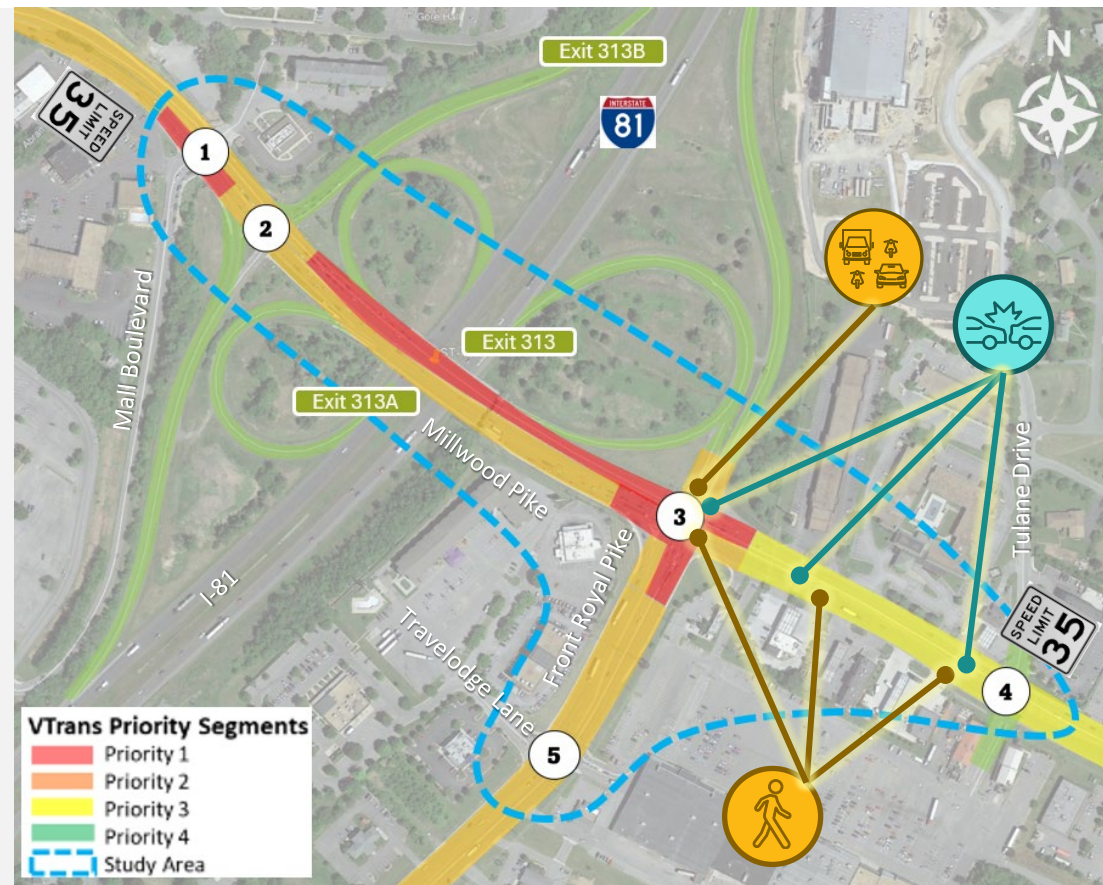 Exit 313B
N
INTERSTATE
81
SPEED
LIMIT
35
1
2
Mall Boulevard
Exit 313
Exit 313A
Millwood Pike
3
Tulane Drive
I-81
Front Royal Pike
Travelodge Lane
SPEED
LIMIT
35
4
5
VTrans Priority Segments
Priority 1
Priority 2
Priority 3
Priority 4
Study Area